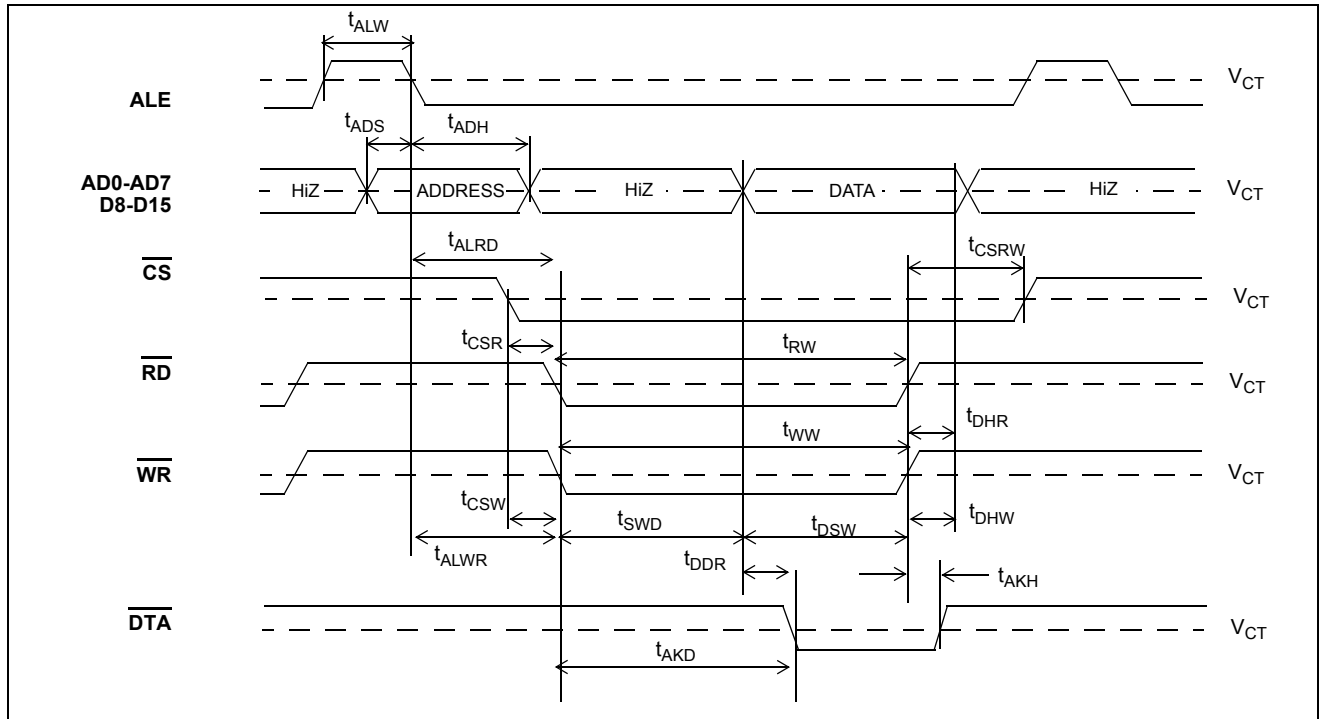 tALW
ALE
VCT
tADS
tADH
AD0-AD7
D8-D15
HiZ
ADDRESS
HiZ
DATA
HiZ
VCT
tALRD
tCSRW
CS
VCT
tCSR
tRW
RD
VCT
tDHR
tWW
WR
VCT
tCSW
tSWD
tDSW
tDHW
tALWR
tDDR
tAKH
DTA
VCT
tAKD